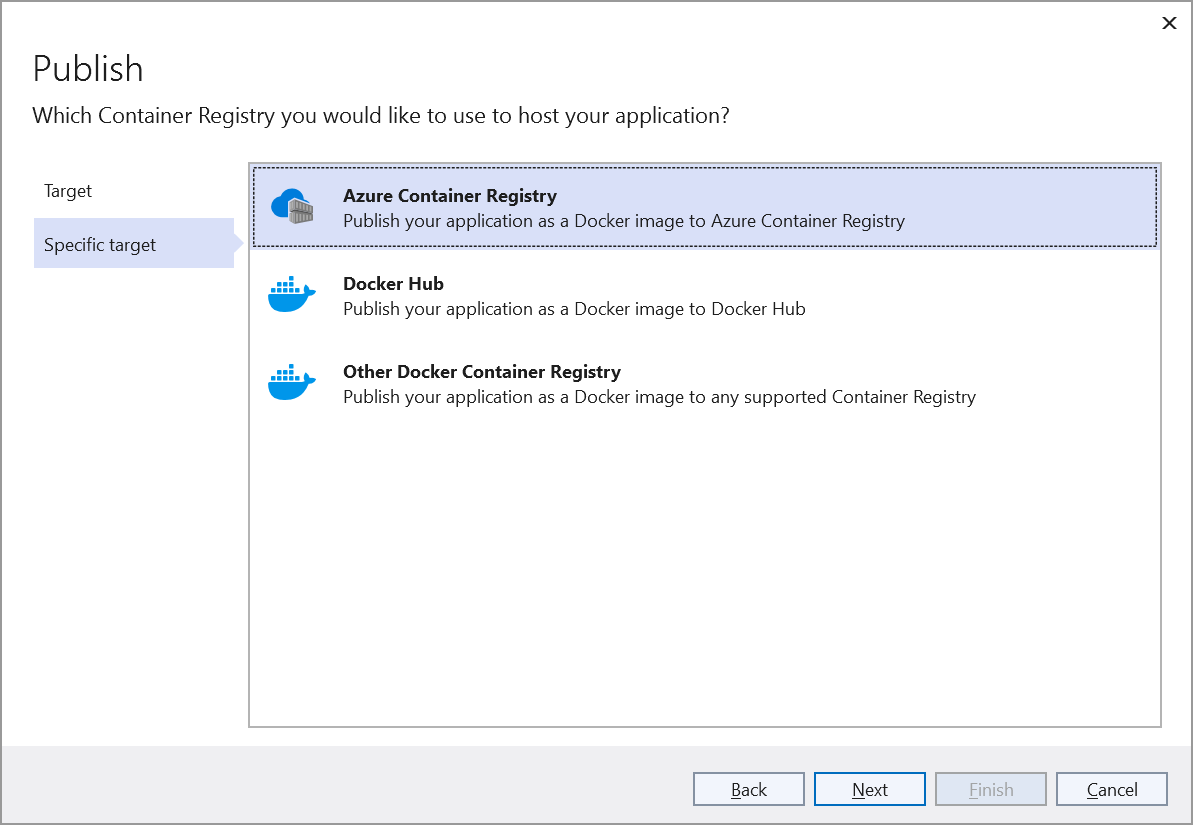 Publish
Which Container Registry you would like to use to host your application?
Target
Specific target
Azure Container Registry
Publish your application as a Docker image to Azure Container Registry
Docker Hub
Publish your application as a Docker image to Docker Hub
Other Docker Container Registry
Publish your application as a Docker image to any supported Container Registry
Back
Next
Finish
Cancel